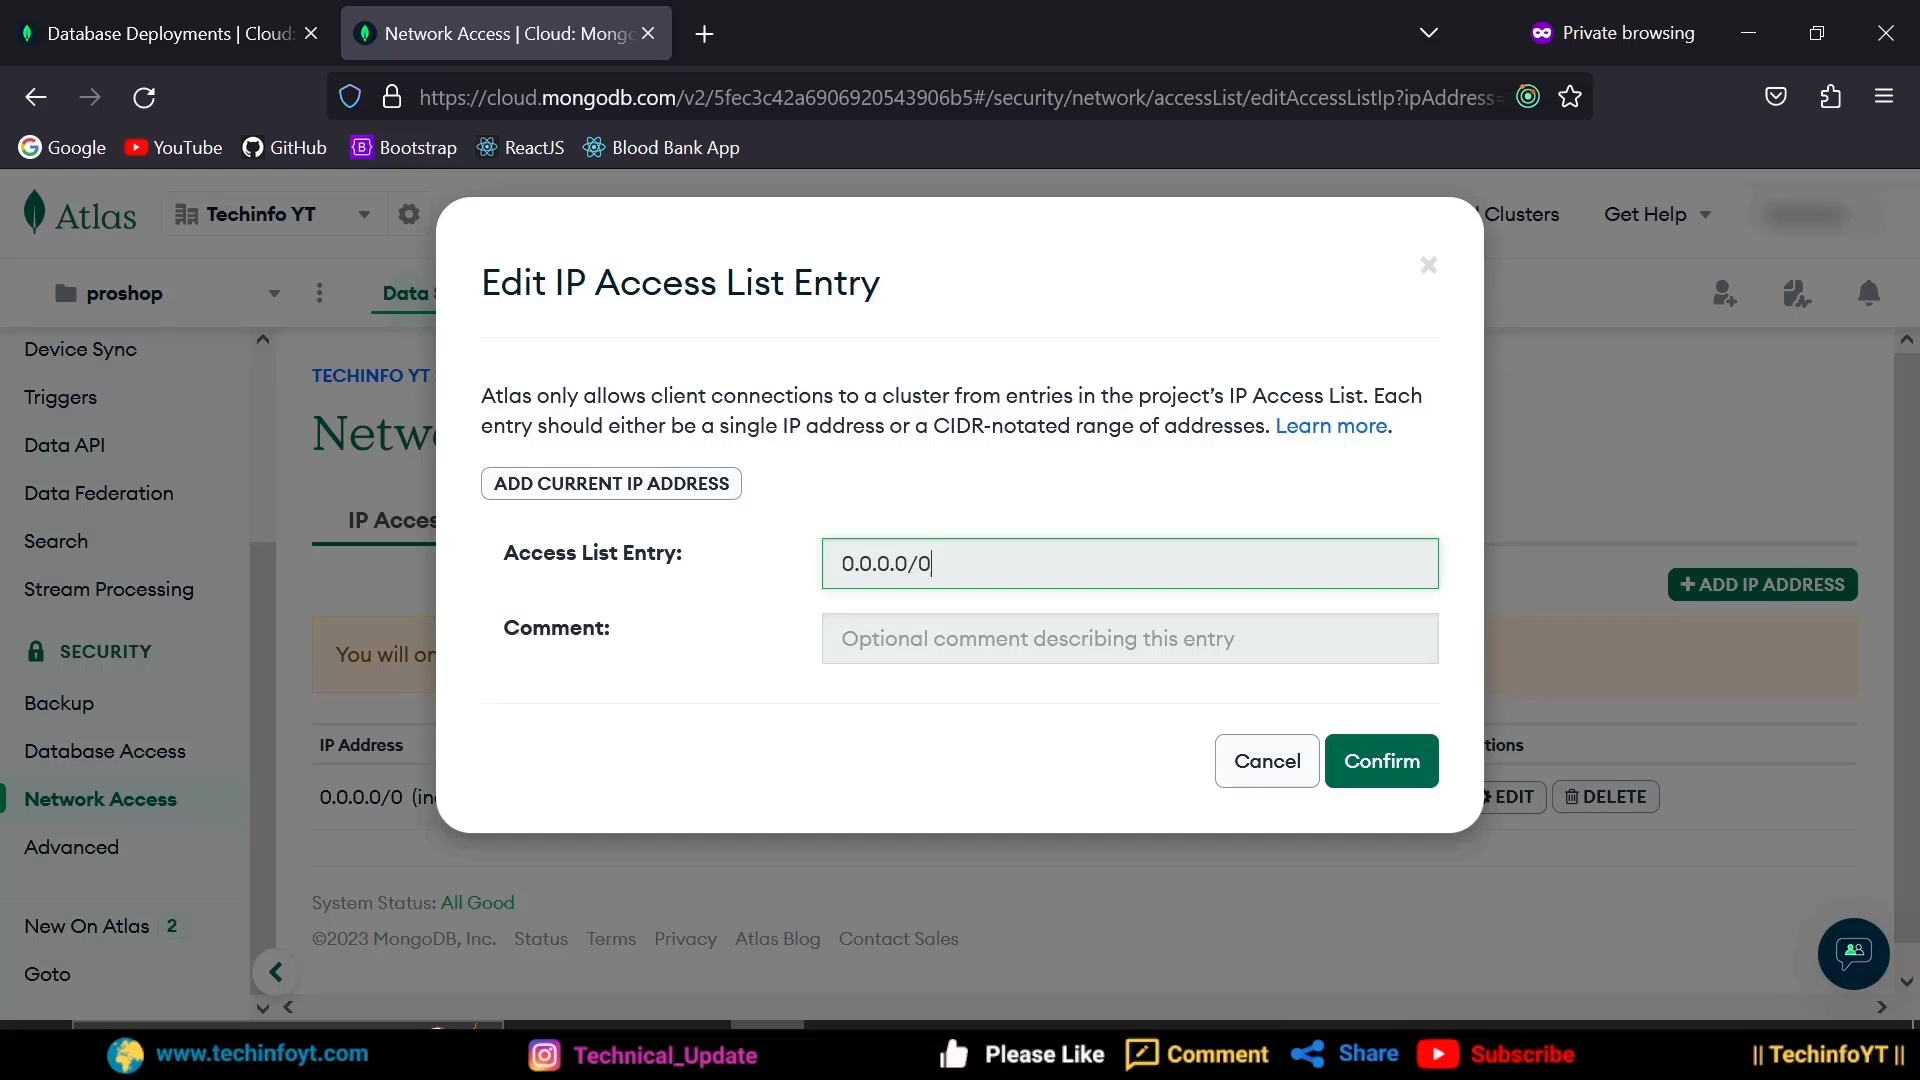 Database Deployments | Cloud:
Network Access | Cloud: Mong
Private browsing
https://cloud.mongodb.com/v2/5fec3c42a6906920543906b5#/security/network/accessList/editAccessListIp?ipAddress=
Google
YouTube
GitHub
Bootstrap
ReactJS
Blood Bank App
Atlas
Techinfo YT
Clusters
Get Help
proshop
Data
Device Sync
Triggers
Data API
Data Federation
Search
Stream Processing
SECURITY
Backup
Database Access
Network Access
Advanced
New On Atlas 2
Goto
TECHINFO YT
Netw
IP Acces
+ ADD IP ADDRESS
You will on
IP Address
tions
0.0.0.0/0 (in
EDIT
DELETE
Edit IP Access List Entry
Atlas only allows client connections to a cluster from entries in the project’s IP Access List. Each
entry should either be a single IP address or a CIDR-notated range of addresses. Learn more.
ADD CURRENT IP ADDRESS
Access List Entry:
0.0.0.0/0
Comment:
Optional comment describing this entry
Cancel
Confirm
System Status: All Good
©2023 MongoDB, Inc. Status Terms Privacy Atlas Blog Contact Sales
www.techinfoyt.com
Technical_Update
Please Like
Comment
Share
Subscribe
|| TechinfoYT ||